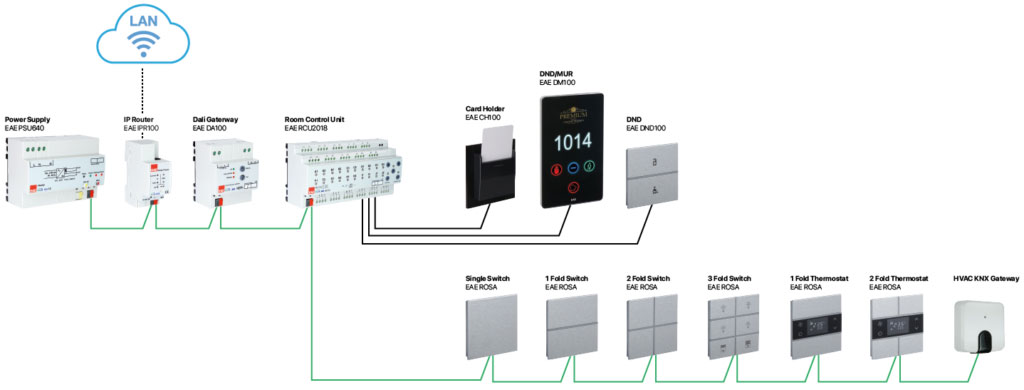 LAN
Power Supply
EAE PSU640
IP Router
EAE IPR100
Dali Gaterway
EAE DA100
Room Control Unit
EAE RCU2018
Card Holder
EAE CH100
DND/MUR
EAE DM100
PREMIUM
1014
DND
EAE DND100
Single Switch
EAE ROSA
1 Fold Switch
EAE ROSA
2 Fold Switch
EAE ROSA
3 Fold Switch
EAE ROSA
1 Fold Thermostat
EAE ROSA
2 Fold Thermostat
EAE ROSA
HVAC KNX Gateway